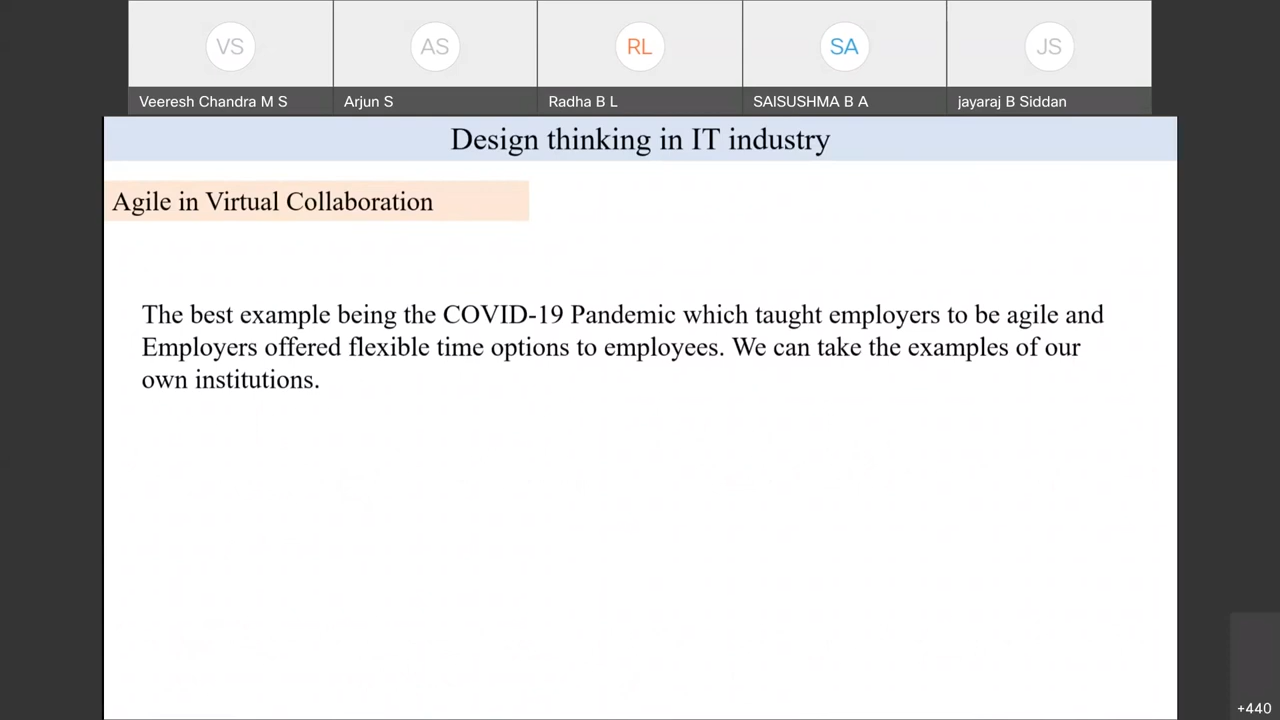 VS
AS
RL
SA
JS
Veeresh Chandra M S
Arjun S
Radha B L
SAISUSHMA B A
jayaraj B Siddan
Design thinking in IT industry
Agile in Virtual Collaboration
The best example being the COVID-19 Pandemic which taught employers to be agile and
Employers offered flexible time options to employees. We can take the examples of our
own institutions.
+440